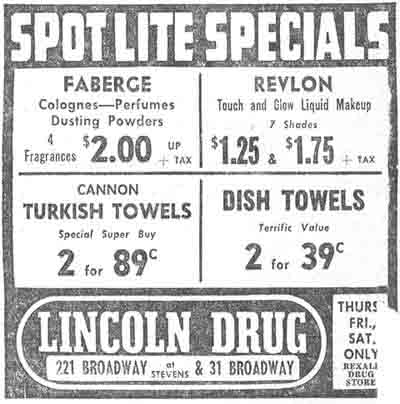 SPOT LITE SPECIALS
FABERGE
Colognes—Perfumes
Dusting Powders
4 Fragrances $2.00 UP + TAX
REVLON
Touch and Glow Liquid Makeup
7 Shades
$1.25 & $1.75 + TAX
CANNON
TURKISH TOWELS
Special Super Buy
2 for 89c
DISH TOWELS
Terrific Value
2 for 39c
LINCOLN DRUG
221 BROADWAY at STEVENS & 31 BROADWAY
THURS
FRI.,
SAT.
ONLY
REXALL
DRUG
STORE